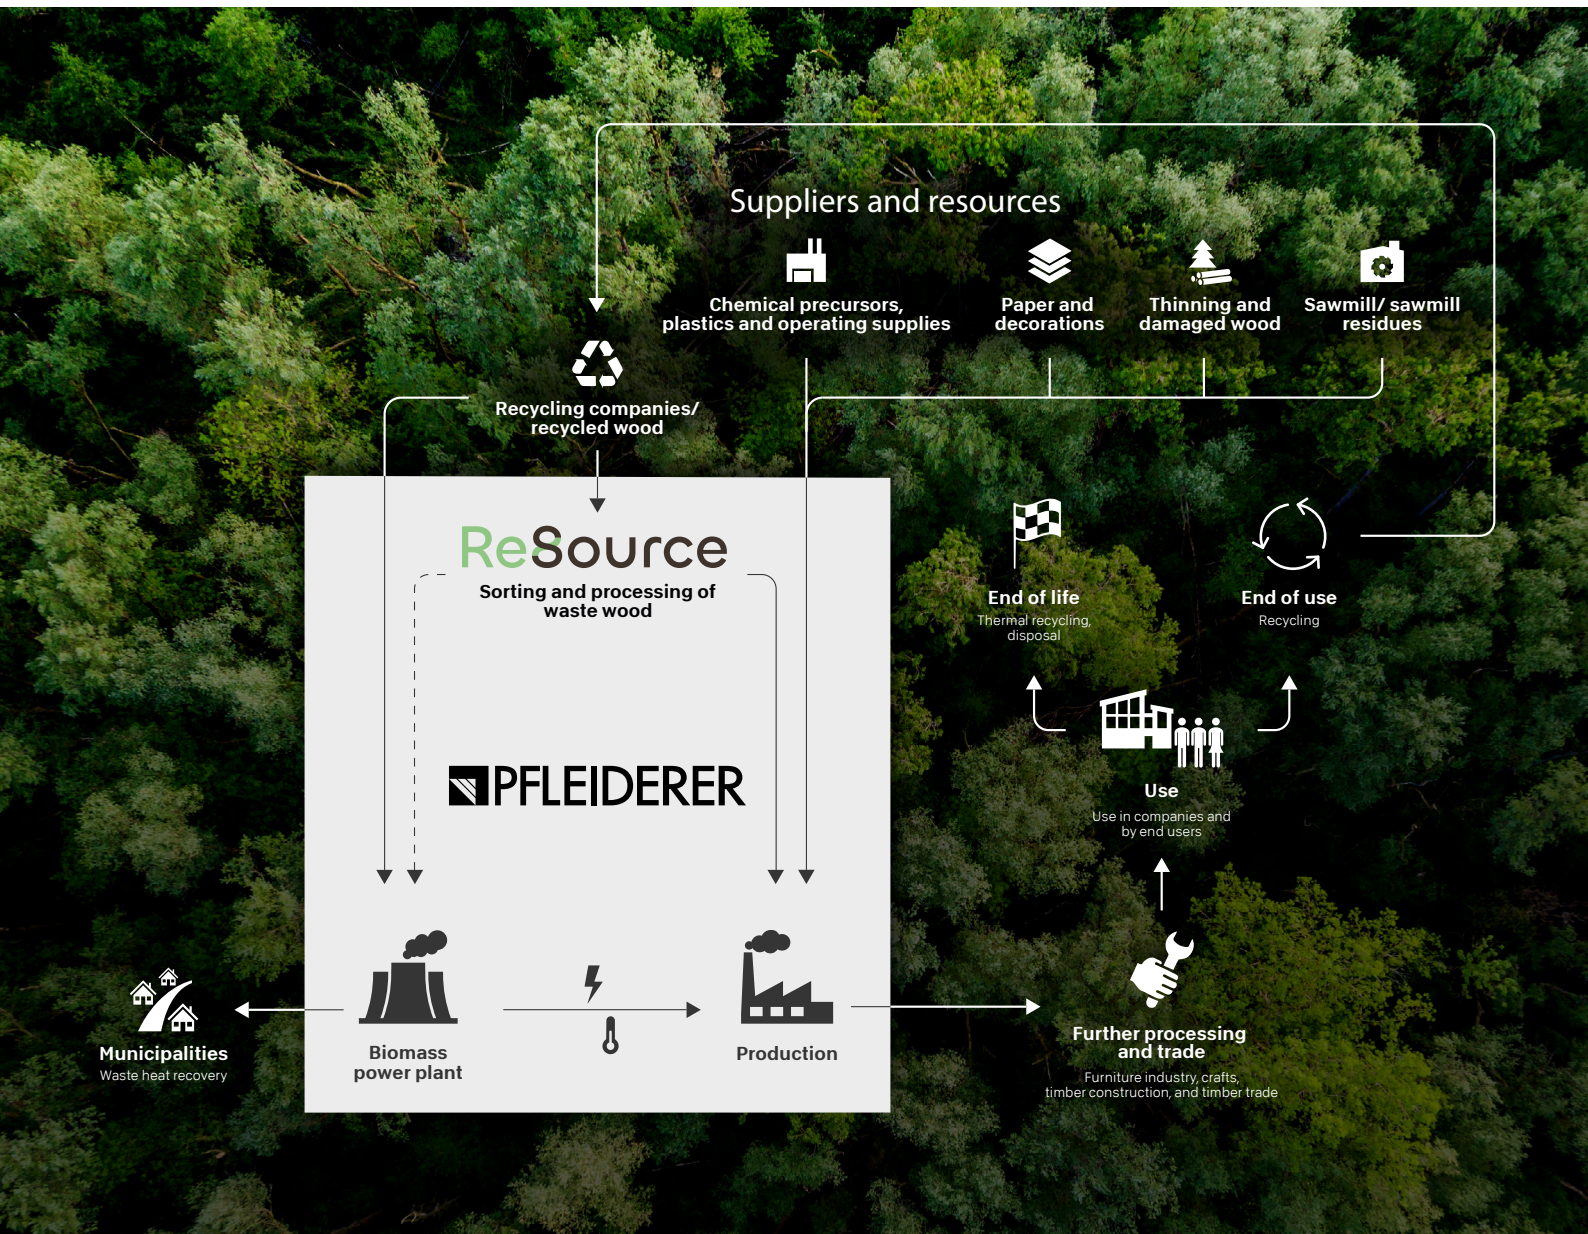 Suppliers and resources
Chemical precursors,
plastics and operating supplies
Paper and
decorations
Thinning and
damaged wood
Sawmill/ sawmill
residues
Recycling companies/
recycled wood
ReSource
Sorting and processing of
waste wood
PFLEIDERER
End of life
Thermal recycling,
disposal
End of use
Recycling
Use
Use in companies and
by end users
Municipalities
Waste heat recovery
Biomass
power plant
Production
Further processing
and trade
Furniture industry, crafts,
timber construction, and timber trade